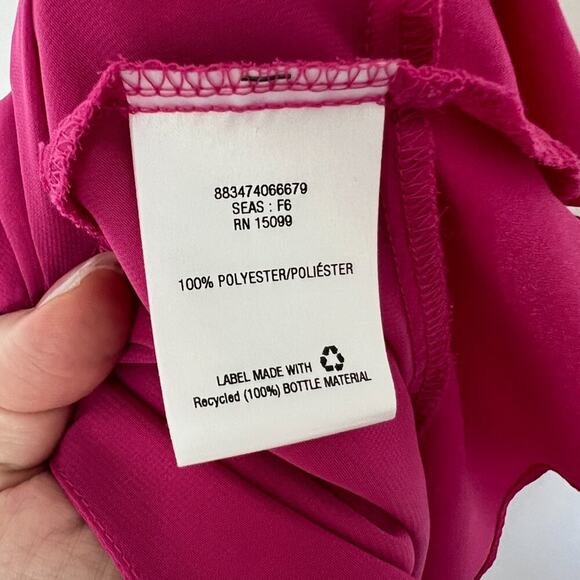 883474066679
SEAS : F6
RN 15099
100% POLYESTER/POLIÉSTER
LABEL MADE WITH
Recycled (100%) BOTTLE MATERIAL